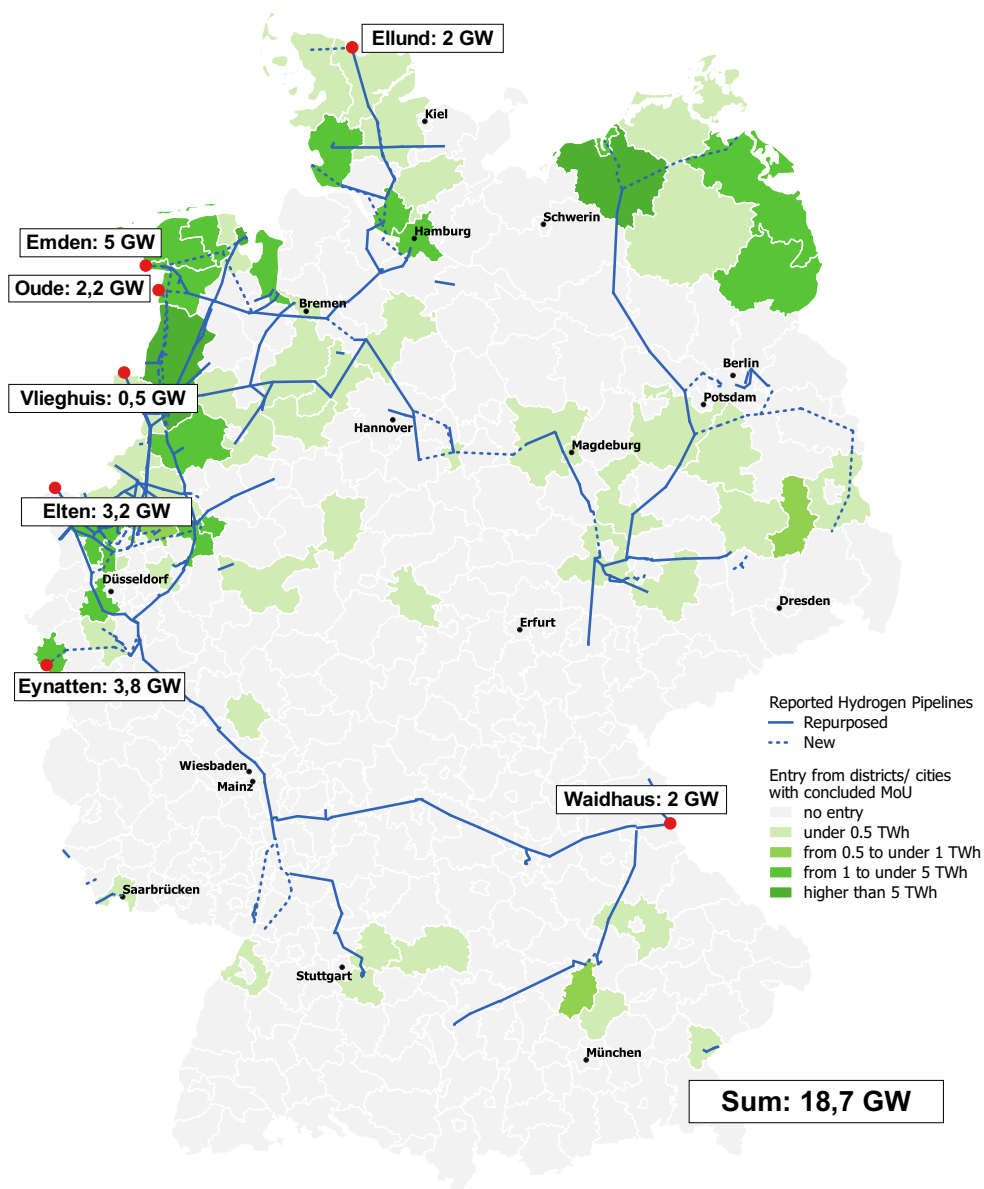 Ellund: 2 GW
Kiel
Schwerin
Hamburg
Emden: 5 GW
Oude: 2,2 GW
Bremen
Berlin
Vlieghuis: 0,5 GW
Potsdam
Hannover
Magdeburg
Elten: 3,2 GW
Düsseldorf
Dresden
Erfurt
Eynatten: 3,8 GW
Reported Hydrogen Pipelines
Repurposed
New
Wiesbaden
Mainz
Entry from districts/ cities
with concluded MoU
no entry
under 0.5 TWh
from 0.5 to under 1 TWh
from 1 to under 5 TWh
higher than 5 TWh
Waidhaus: 2 GW
Saarbrücken
Stuttgart
München
Sum: 18,7 GW